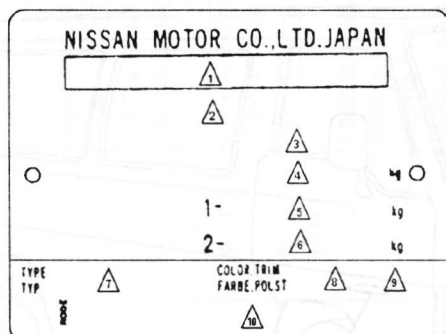 NISSAN MOTOR CO.,LTD.JAPAN
1
2
3
4 kg
1- 5 kg
2- 6 kg
TYPE COLOR.TRIM
TYP 7 FARBE.POLST 8 9
10